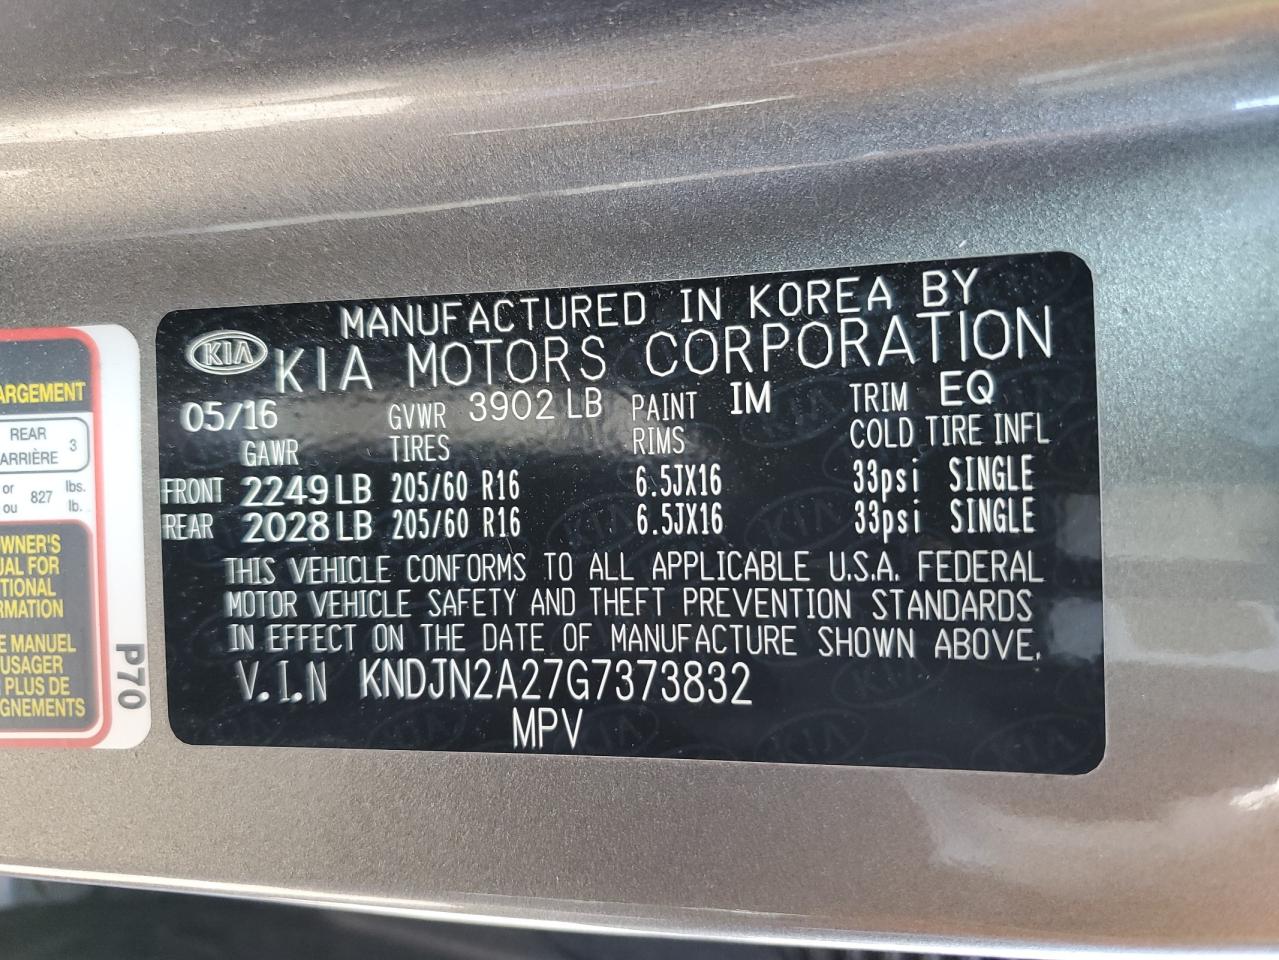 MANUFACTURED IN KOREA BY
KIA
KIA MOTORS CORPORATION
05/16 GVWR 3902 LB PAINT IM TRIM EQ
GAWR TIRES RIMS COLD TIRE INFL
FRONT 2249 LB 205/60 R16 6.5JX16 33psi SINGLE
REAR 2028 LB 205/60 R16 6.5JX16 33psi SINGLE
THIS VEHICLE CONFORMS TO ALL APPLICABLE U.S.A. FEDERAL
MOTOR VEHICLE SAFETY AND THEFT PREVENTION STANDARDS
IN EFFECT ON THE DATE OF MANUFACTURE SHOWN ABOVE.
V.I.N KNDJN2A27G7373832
MPV
ARGEMENT
REAR 3
ARRIÈRE
or 827 lbs.
ou lb.
WNER'S
UAL FOR
TIONAL
RMATION
E MANUEL
USAGER
PLUS DE
GNEMENTS
P70